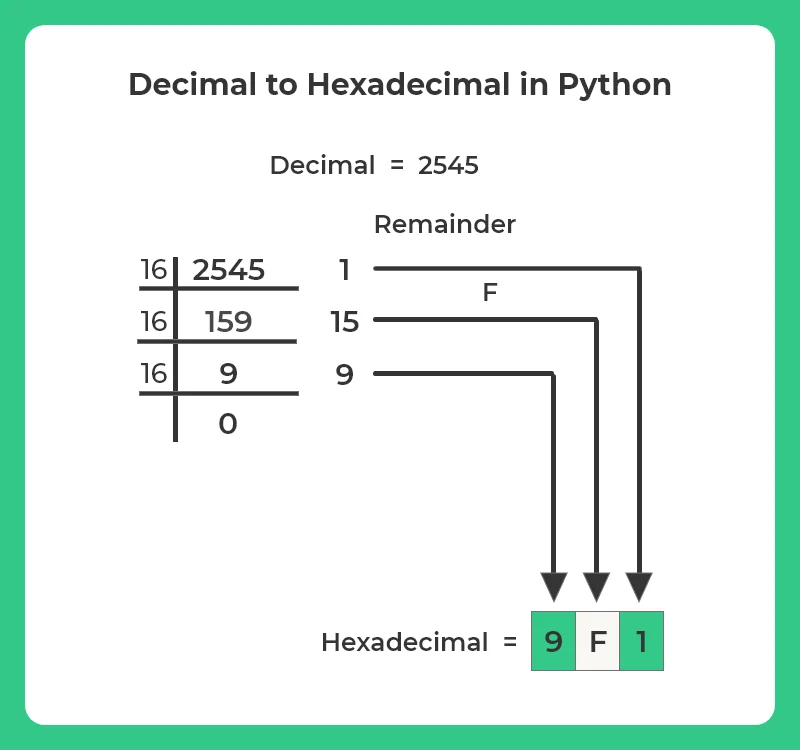 Decimal to Hexadecimal in Python
Decimal = 2545
Remainder
16 2545 1
F
16 159 15
16 9 9
0
Hexadecimal = 9 F 1